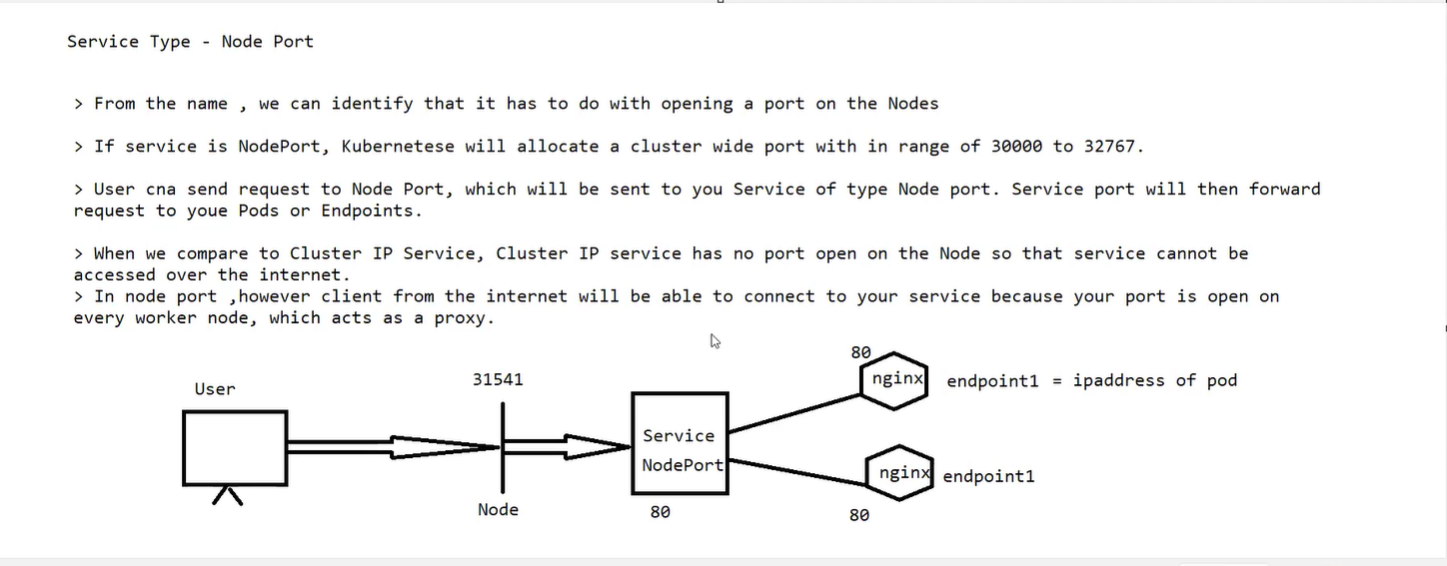 Service Type - Node Port
> From the name , we can identify that it has to do with opening a port on the Nodes
> If service is NodePort, Kubernetese will allocate a cluster wide port with in range of 30000 to 32767.
> User cna send request to Node Port, which will be sent to you Service of type Node port. Service port will then forward
request to youe Pods or Endpoints.
> When we compare to Cluster IP Service, Cluster IP service has no port open on the Node so that service cannot be
accessed over the internet.
> In node port ,however client from the internet will be able to connect to your service because your port is open on
every worker node, which acts as a proxy.
80
User
31541
nginx endpoint1 = ipaddress of pod
Service
NodePort
nginx endpoint1
Node
80
80